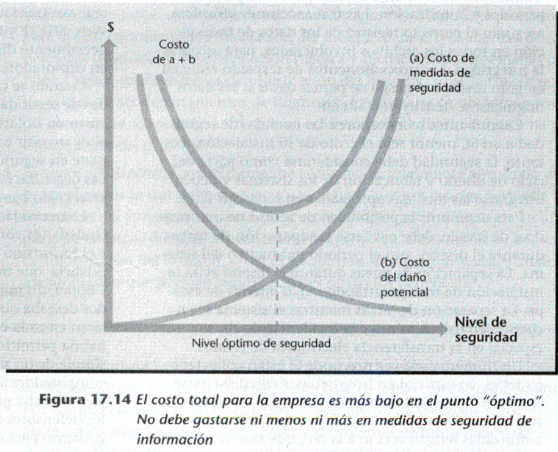 $
Costo
de a + b
(a) Costo de
medidas de
seguridad
(b) Costo
del daño
potencial
Nivel óptimo de seguridad
Nivel de
seguridad
Figura 17.14 El costo total para la empresa es más bajo en el punto "óptimo".
No debe gastarse ni menos ni más en medidas de seguridad de
información